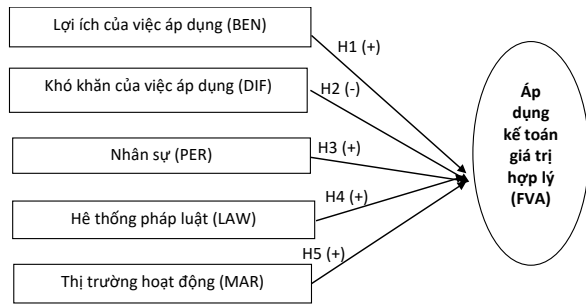 Lợi ích của việc áp dụng (BEN)
H1 (+)
Khó khăn của việc áp dụng (DIF)
H2 (-)
Nhân sự (PER)
H3 (+)
Hê thống pháp luật (LAW)
H4 (+)
Thị trường hoạt động (MAR)
H5 (+)
Áp
dụng
kế toán
giá trị
hợp lý
(FVA)